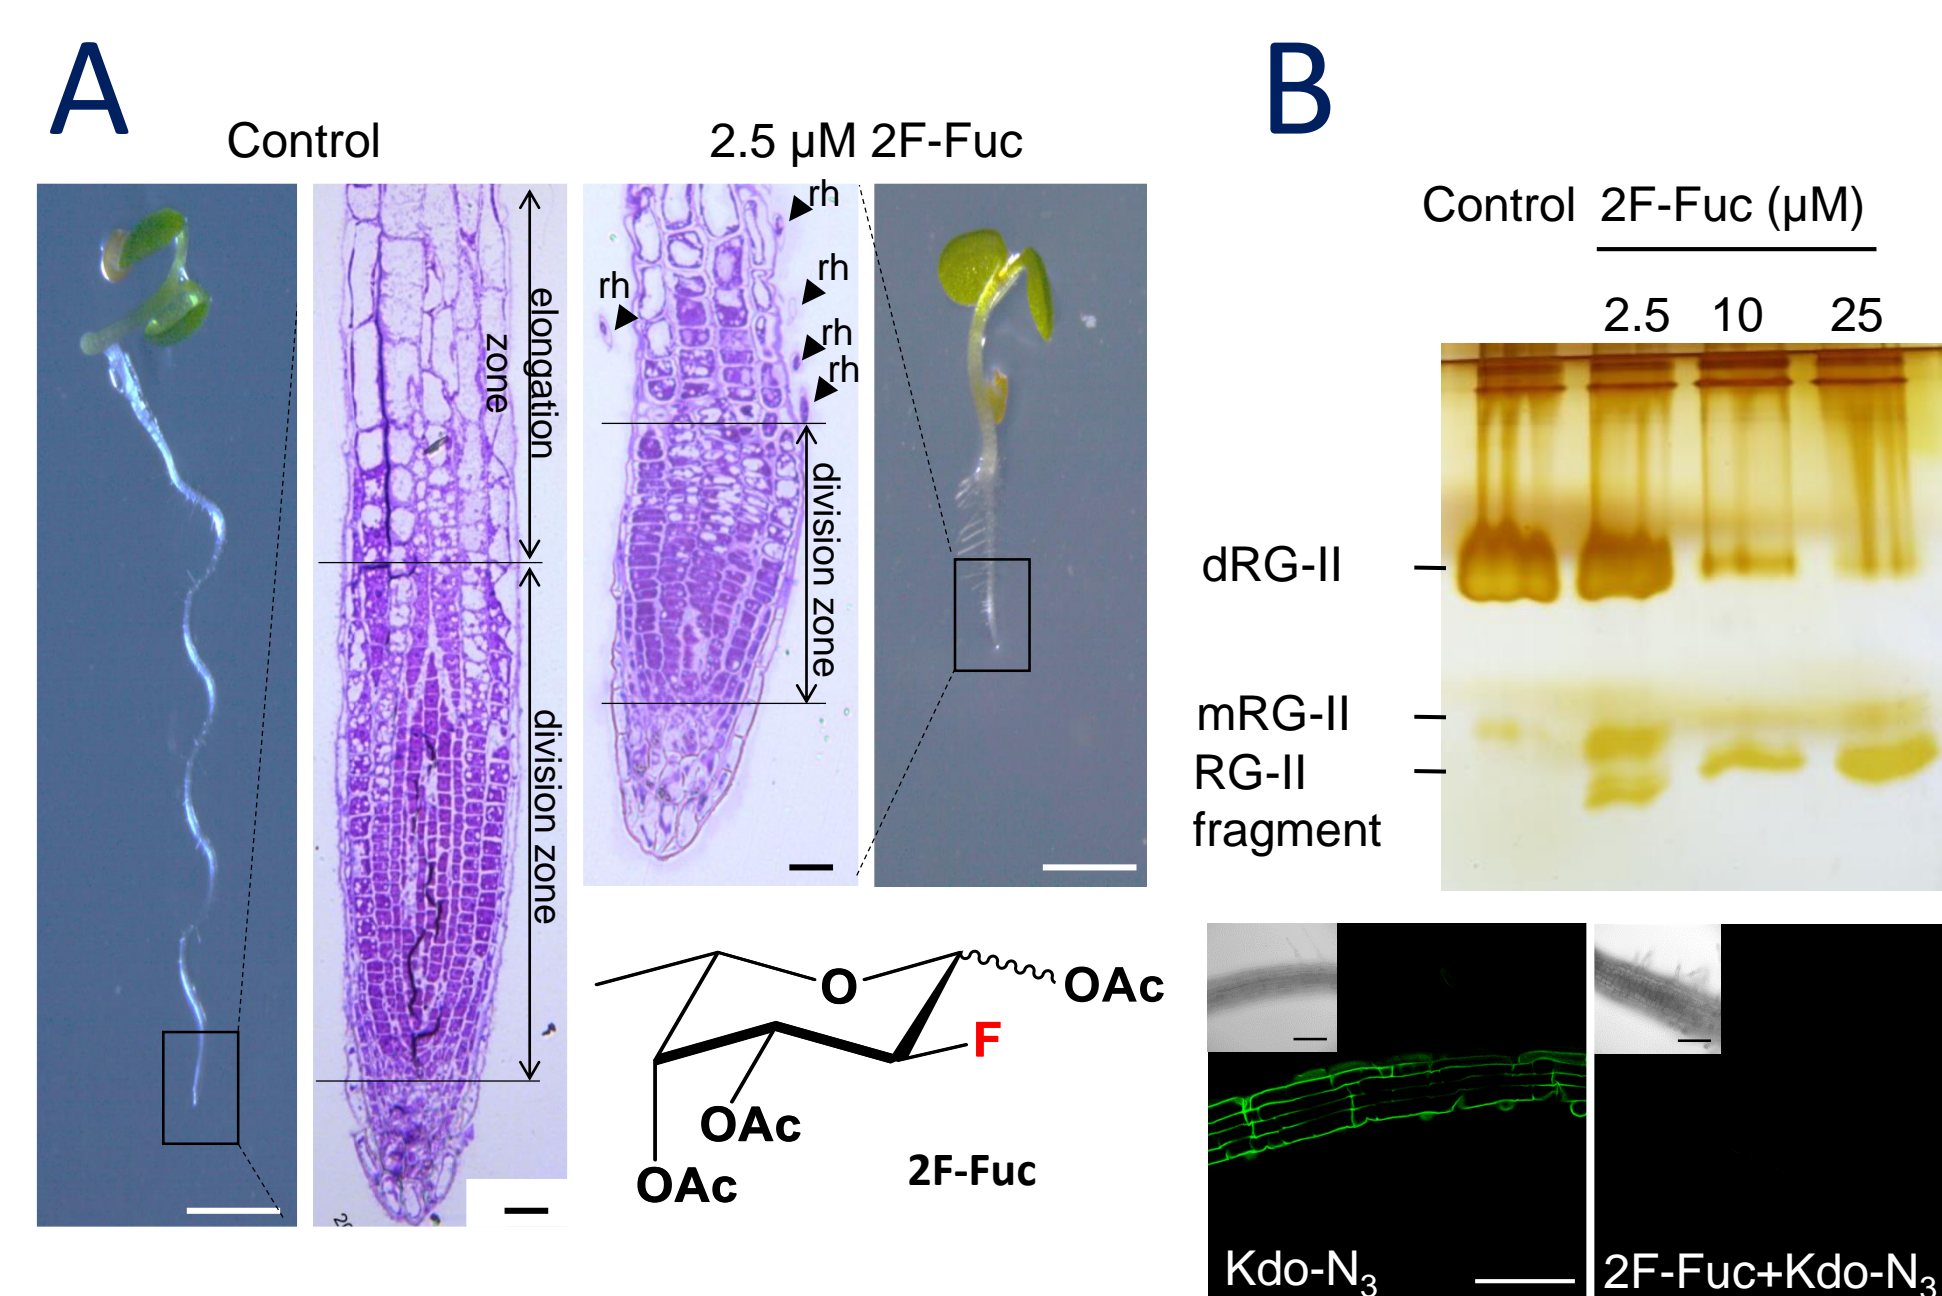 A
Control
2.5 µM 2F-Fuc
elongation
zone
division zone
rh
rh
rh
rh
rh
division zone
O
OAc
F
OAc
OAc
2F-Fuc
B
Control 2F-Fuc (µM)
2.5 10 25
dRG-II
mRG-II
RG-II
fragment
Kdo-N3
2F-Fuc+Kdo-N3